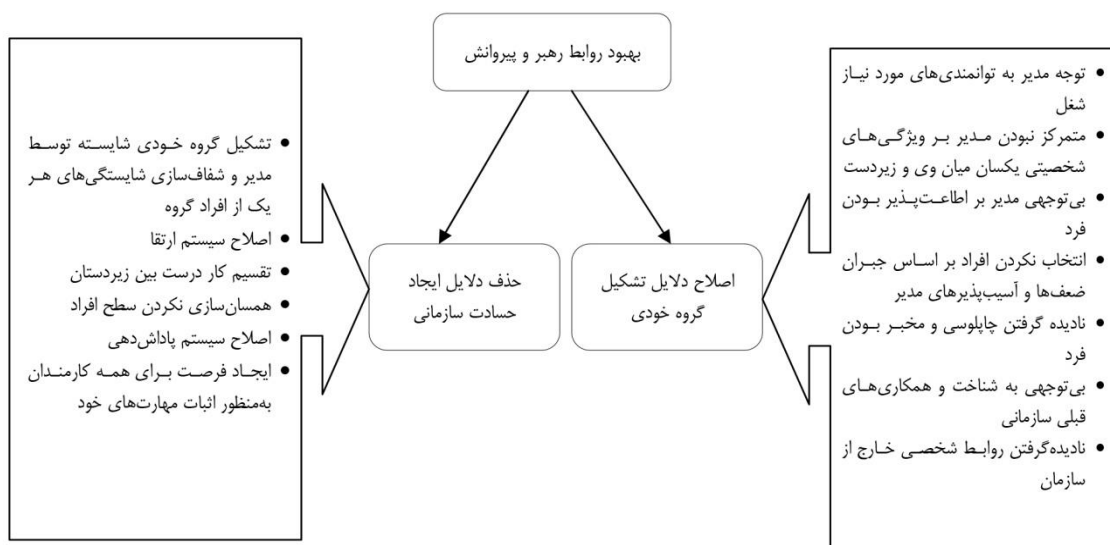 بهبود روابط رهبر و پیروانش
• توجه مدیر به توانمندی‌های مورد نیاز
شغل
• متمرکز نبودن مدیر بر ویژگی‌های
شخصیتی یکسان میان وی و زیردست
• بی‌توجهی مدیر بر اطاعت‌پذیر بودن
فرد
• انتخاب نکردن افراد بر اساس جبران
ضعف‌ها و آسیب‌پذیرهای مدیر
• نادیده گرفتن چاپلوسی و مخبر بودن
فرد
• بی‌توجهی به شناخت و همکاری‌های
قبلی سازمانی
• نادیده‌گرفتن روابط شخصی خارج از
سازمان
اصلاح دلایل تشکیل
گروه خودی
حذف دلایل ایجاد
حسادت سازمانی
• تشکیل گروه خودی شایسته توسط
مدیر و شفاف‌سازی شایستگی‌های هر
یک از افراد گروه
• اصلاح سیستم ارتقا
• تقسیم کار درست بین زیردستان
• همسان‌سازی نکردن سطح افراد
• اصلاح سیستم پاداش‌دهی
• ایجاد فرصت برای همه کارمندان
به‌منظور اثبات مهارت‌های خود